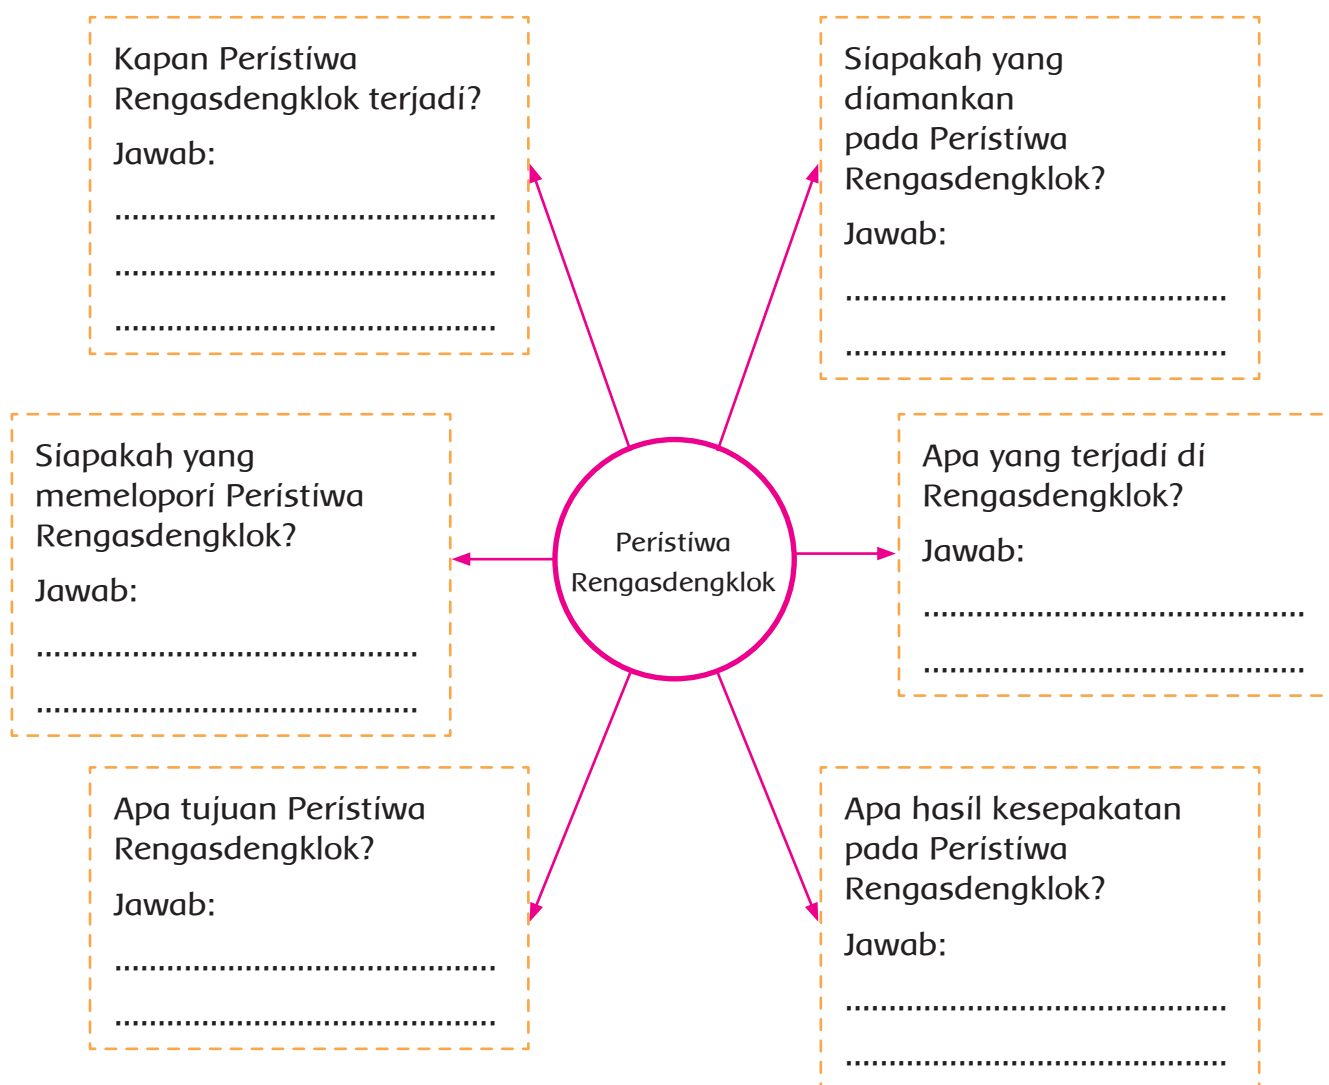 Kapan Peristiwa
Rengasdengklok terjadi?
Jawab:
............................................
............................................
............................................
Siapakah yang
diamankan
pada Peristiwa
Rengasdengklok?
Jawab:
............................................
............................................
Siapakah yang
memelopori Peristiwa
Rengasdengklok?
Jawab:
............................................
............................................
Peristiwa
Rengasdengklok
Apa yang terjadi di
Rengasdengklok?
Jawab:
............................................
............................................
Apa tujuan Peristiwa
Rengasdengklok?
Jawab:
............................................
............................................
Apa hasil kesepakatan
pada Peristiwa
Rengasdengklok?
Jawab:
............................................
............................................